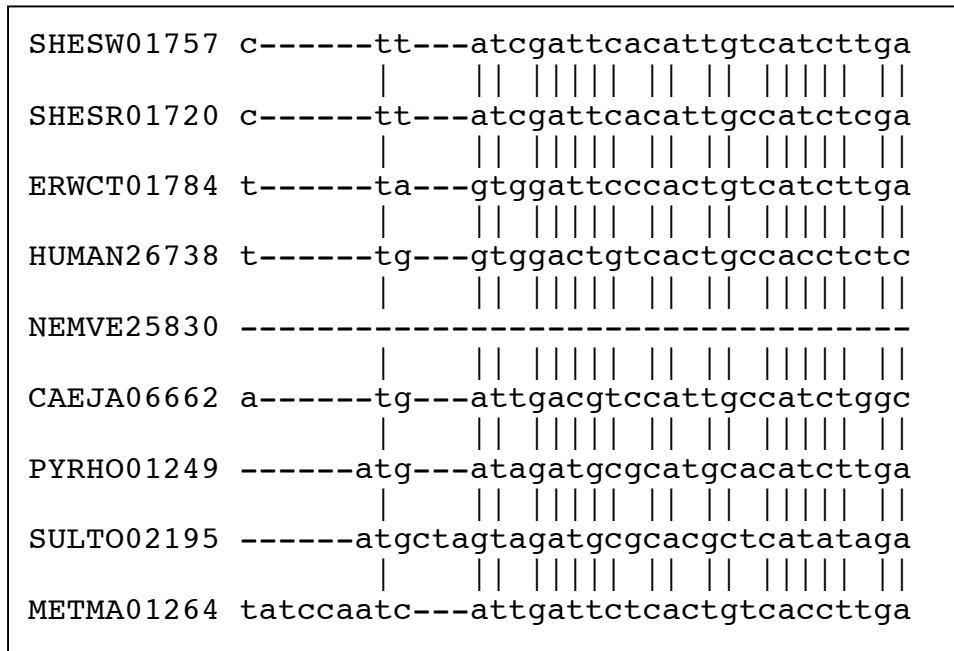 SHESW01757 c------tt---atcgattcacattgtcatcttga
                  |    || ||||| || || ||||| ||
SHESR01720 c------tt---atcgattcacattgccatctcga
                  |    || ||||| || || ||||| ||
ERWCT01784 t------ta---gtggattcccactgtcatcttga
                  |    || ||||| || || ||||| ||
HUMAN26738 t------tg---gtggactgtcactgccacctctc
                  |    || ||||| || || ||||| ||
NEMVE25830 -----------------------------------
                  |    || ||||| || || ||||| ||
CAEJA06662 a------tg---attgacgtccattgccatctggc
                  |    || ||||| || || ||||| ||
PYRHO01249 ------atg---atagatgcgcatgcacatcttga
                  |    || ||||| || || ||||| ||
SULTO02195 ------atgctagtagatgcgcacgctcatataga
                  |    || ||||| || || ||||| ||
METMA01264 tatccaatc---attgattctcactgtcaccttga